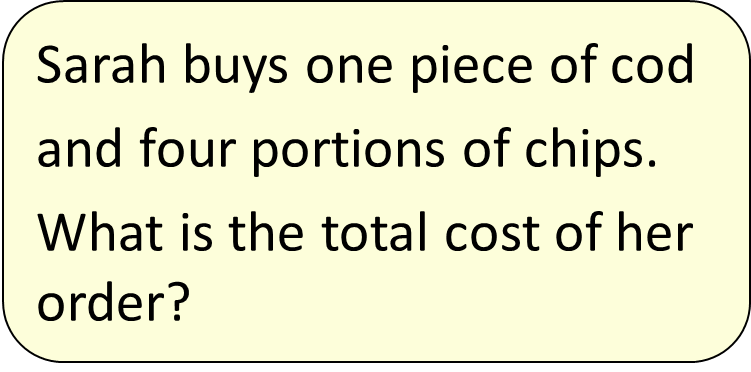 Sarah buys one piece of cod
and four portions of chips.
What is the total cost of her
order?